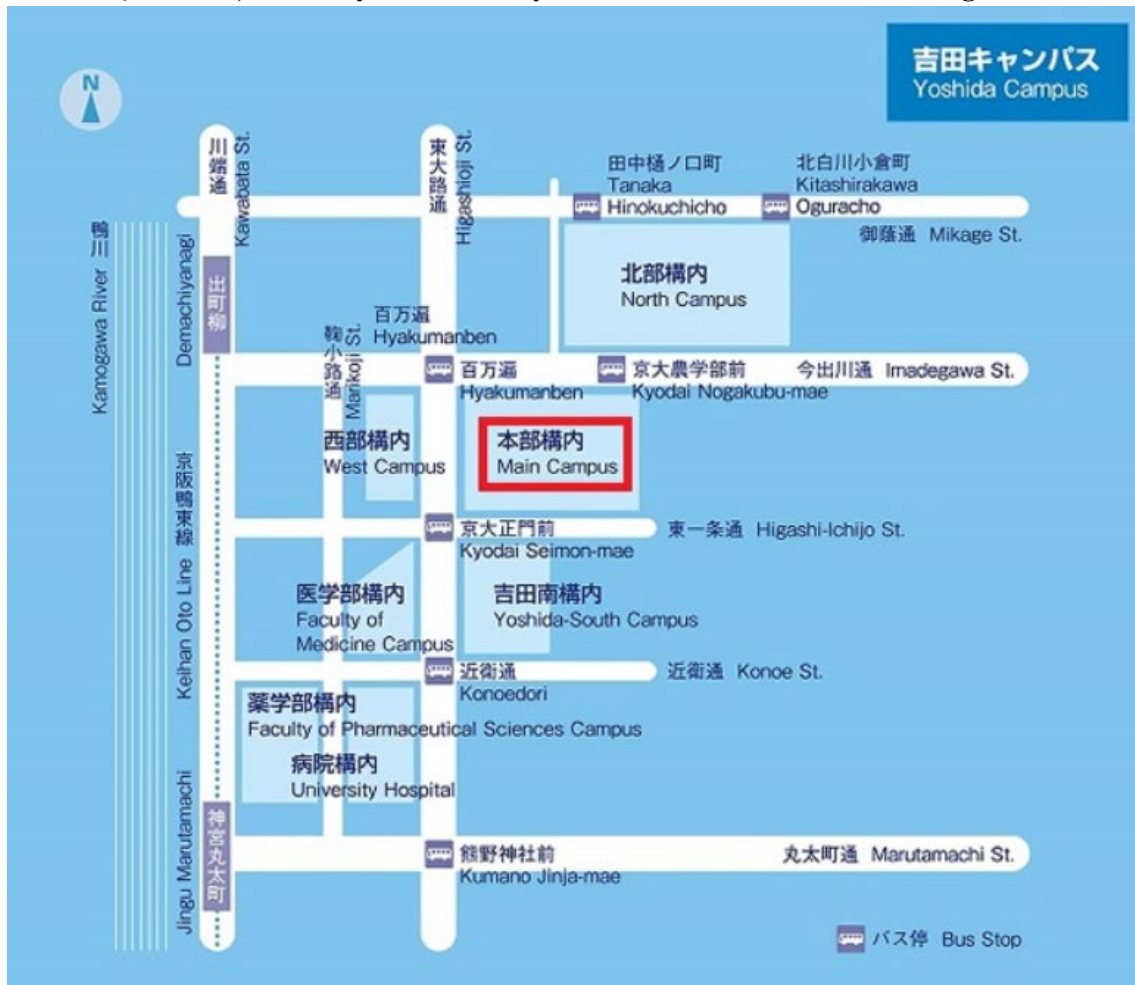 吉田キャンパス
Yoshida Campus
N
川端通
Kawabata St.
東大路通
Higashioji St.
田中樋ノ口町
Tanaka
Hinokuchicho
北白川小倉町
Kitashirakawa
Oguracho
御蔭通 Mikage St.
鴨川
Kamogawa River
出町柳
Demachiyanagi
北部構内
North Campus
百万遍
Hyakumanben
鞠小路通
Marikoji St.
百万遍
Hyakumanben
京大農学部前
Kyodai Nogakubu-mae
今出川通 Imadegawa St.
西部構内
West Campus
本部構内
Main Campus
京阪鴨東線
Keihan Oto Line
京大正門前
Kyodai Seimon-mae
東一条通 Higashi-Ichijo St.
医学部構内
Faculty of
Medicine Campus
吉田南構内
Yoshida-South Campus
近衛通
Konoedori
近衛通 Konoe St.
薬学部構内
Faculty of Pharmaceutical Sciences Campus
病院構内
University Hospital
神宮丸太町
Jingu Marutamachi
熊野神社前
Kumano Jinja-mae
丸太町通 Marutamachi St.
バス停 Bus Stop